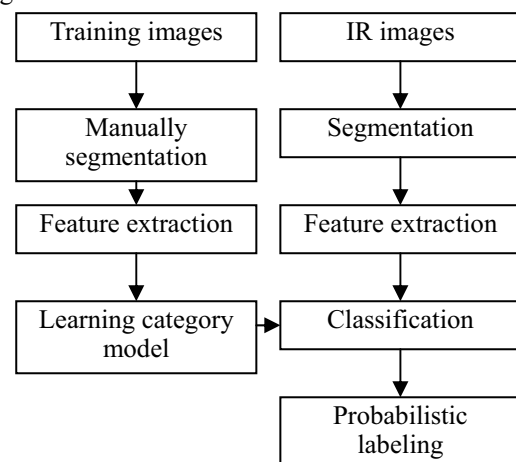 g
Training images
IR images
Manually
segmentation
Segmentation
Feature extraction
Feature extraction
Learning category
model
Classification
Probabilistic
labeling